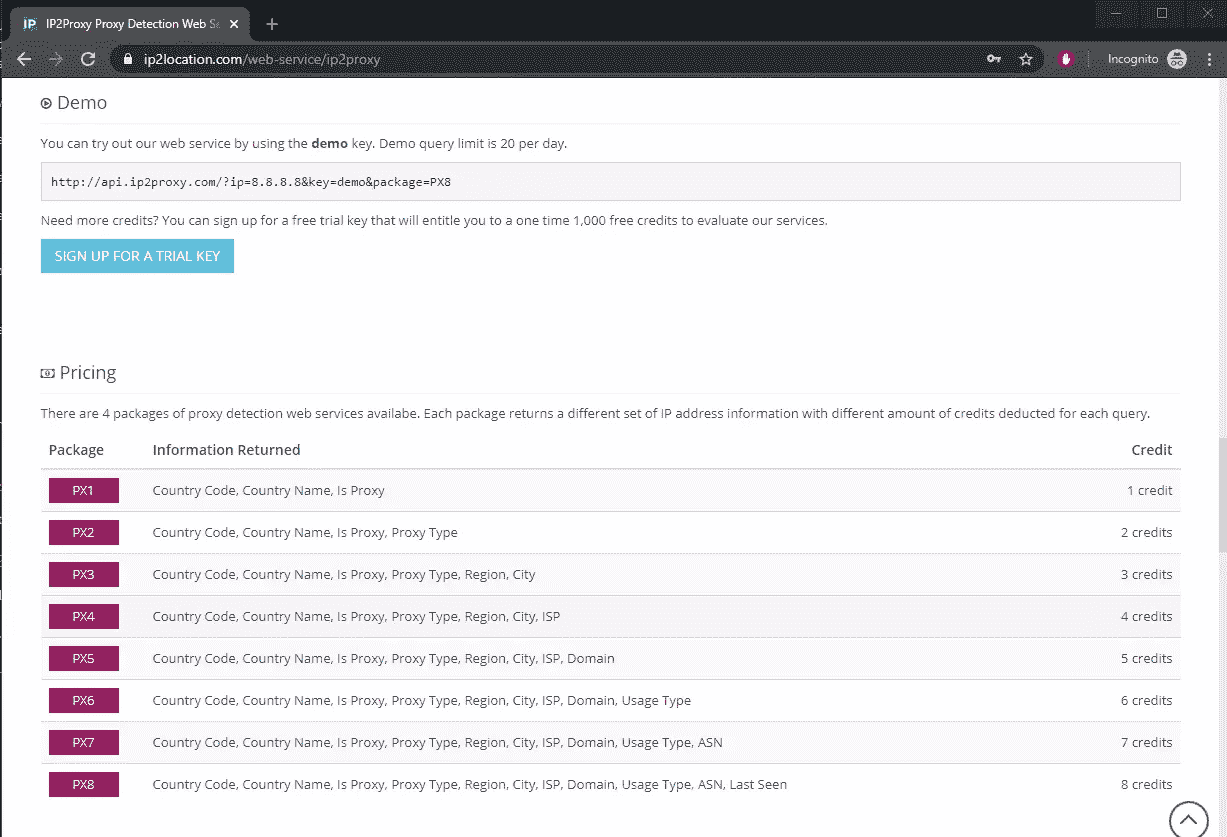 IP2Proxy Proxy Detection Web Se
ip2location.com/web-service/ip2proxy
Incognito
Demo
You can try out our web service by using the demo key. Demo query limit is 20 per day.
http://api.ip2proxy.com/?ip=8.8.8.8&key=demo&package=PX8
Need more credits? You can sign up for a free trial key that will entitle you to a one time 1,000 free credits to evaluate our services.
SIGN UP FOR A TRIAL KEY
Pricing
There are 4 packages of proxy detection web services availabe. Each package returns a different set of IP address information with different amount of credits deducted for each query.
Package Information Returned Credit
PX1 Country Code, Country Name, Is Proxy 1 credit
PX2 Country Code, Country Name, Is Proxy, Proxy Type 2 credits
PX3 Country Code, Country Name, Is Proxy, Proxy Type, Region, City 3 credits
PX4 Country Code, Country Name, Is Proxy, Proxy Type, Region, City, ISP 4 credits
PX5 Country Code, Country Name, Is Proxy, Proxy Type, Region, City, ISP, Domain 5 credits
PX6 Country Code, Country Name, Is Proxy, Proxy Type, Region, City, ISP, Domain, Usage Type 6 credits
PX7 Country Code, Country Name, Is Proxy, Proxy Type, Region, City, ISP, Domain, Usage Type, ASN 7 credits
PX8 Country Code, Country Name, Is Proxy, Proxy Type, Region, City, ISP, Domain, Usage Type, ASN, Last Seen 8 credits